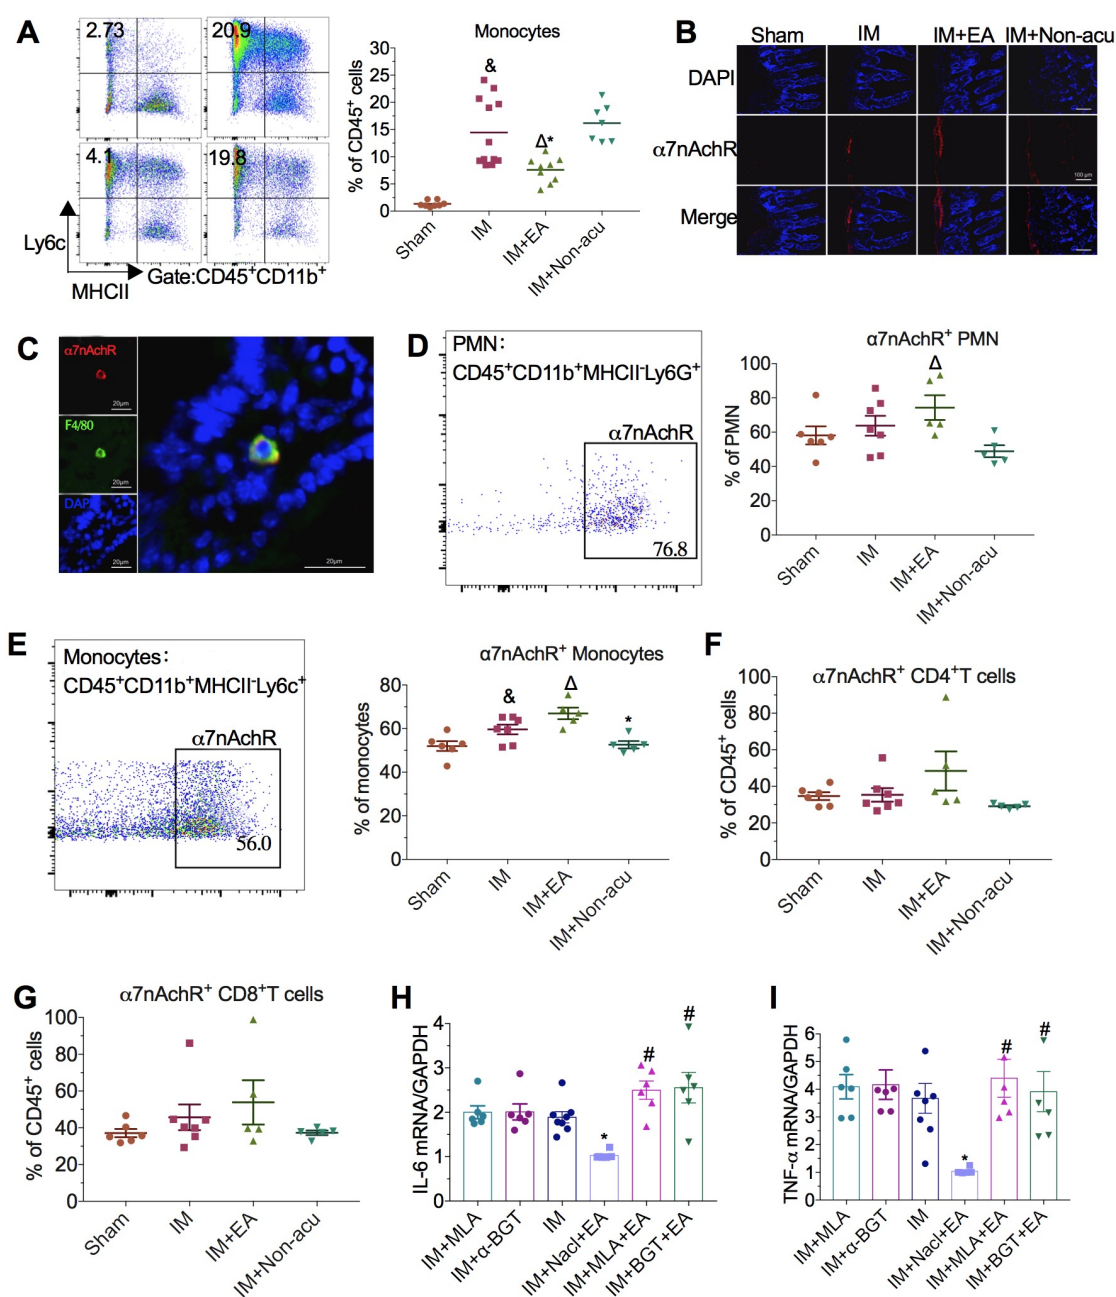 A
2.73
20.9
4.1
19.8
Ly6c
MHCII
Gate:CD45⁺CD11b⁺
Monocytes
% of CD45⁺ cells
30
25
20
15
10
5
0
&
Δ*
Sham
IM
IM+EA
IM+Non-acu
B
Sham
IM
IM+EA
IM+Non-acu
DAPI
α7nAchR
100 μm
Merge
C
α7nAchR
20μm
F4/80
20μm
DAPI
20μm
20μm
D
PMN:
CD45⁺CD11b⁺MHCII⁻Ly6G⁺
α7nAchR
76.8
α7nAchR⁺ PMN
% of PMN
100
80
60
40
20
0
Δ
Sham
IM
IM+EA
IM+Non-acu
E
Monocytes:
CD45⁺CD11b⁺MHCII⁻Ly6c⁺
α7nAchR
56.0
α7nAchR⁺ Monocytes
% of monocytes
80
60
40
20
0
&
Δ
*
Sham
IM
IM+EA
IM+Non-acu
F
α7nAchR⁺ CD4⁺T cells
% of CD45⁺ cells
100
80
60
40
20
0
Sham
IM
IM+EA
IM+Non-acu
G
α7nAchR⁺ CD8⁺T cells
% of CD45⁺ cells
100
80
60
40
20
0
Sham
IM
IM+EA
IM+Non-acu
H
IL-6 mRNA/GAPDH
4
3
2
1
0
*
#
#
IM+MLA
IM+α-BGT
IM
IM+Nacl+EA
IM+MLA+EA
IM+BGT+EA
I
TNF-α mRNA/GAPDH
6
5
4
3
2
1
0
*
#
#
IM+MLA
IM+α-BGT
IM
IM+Nacl+EA
IM+MLA+EA
IM+BGT+EA